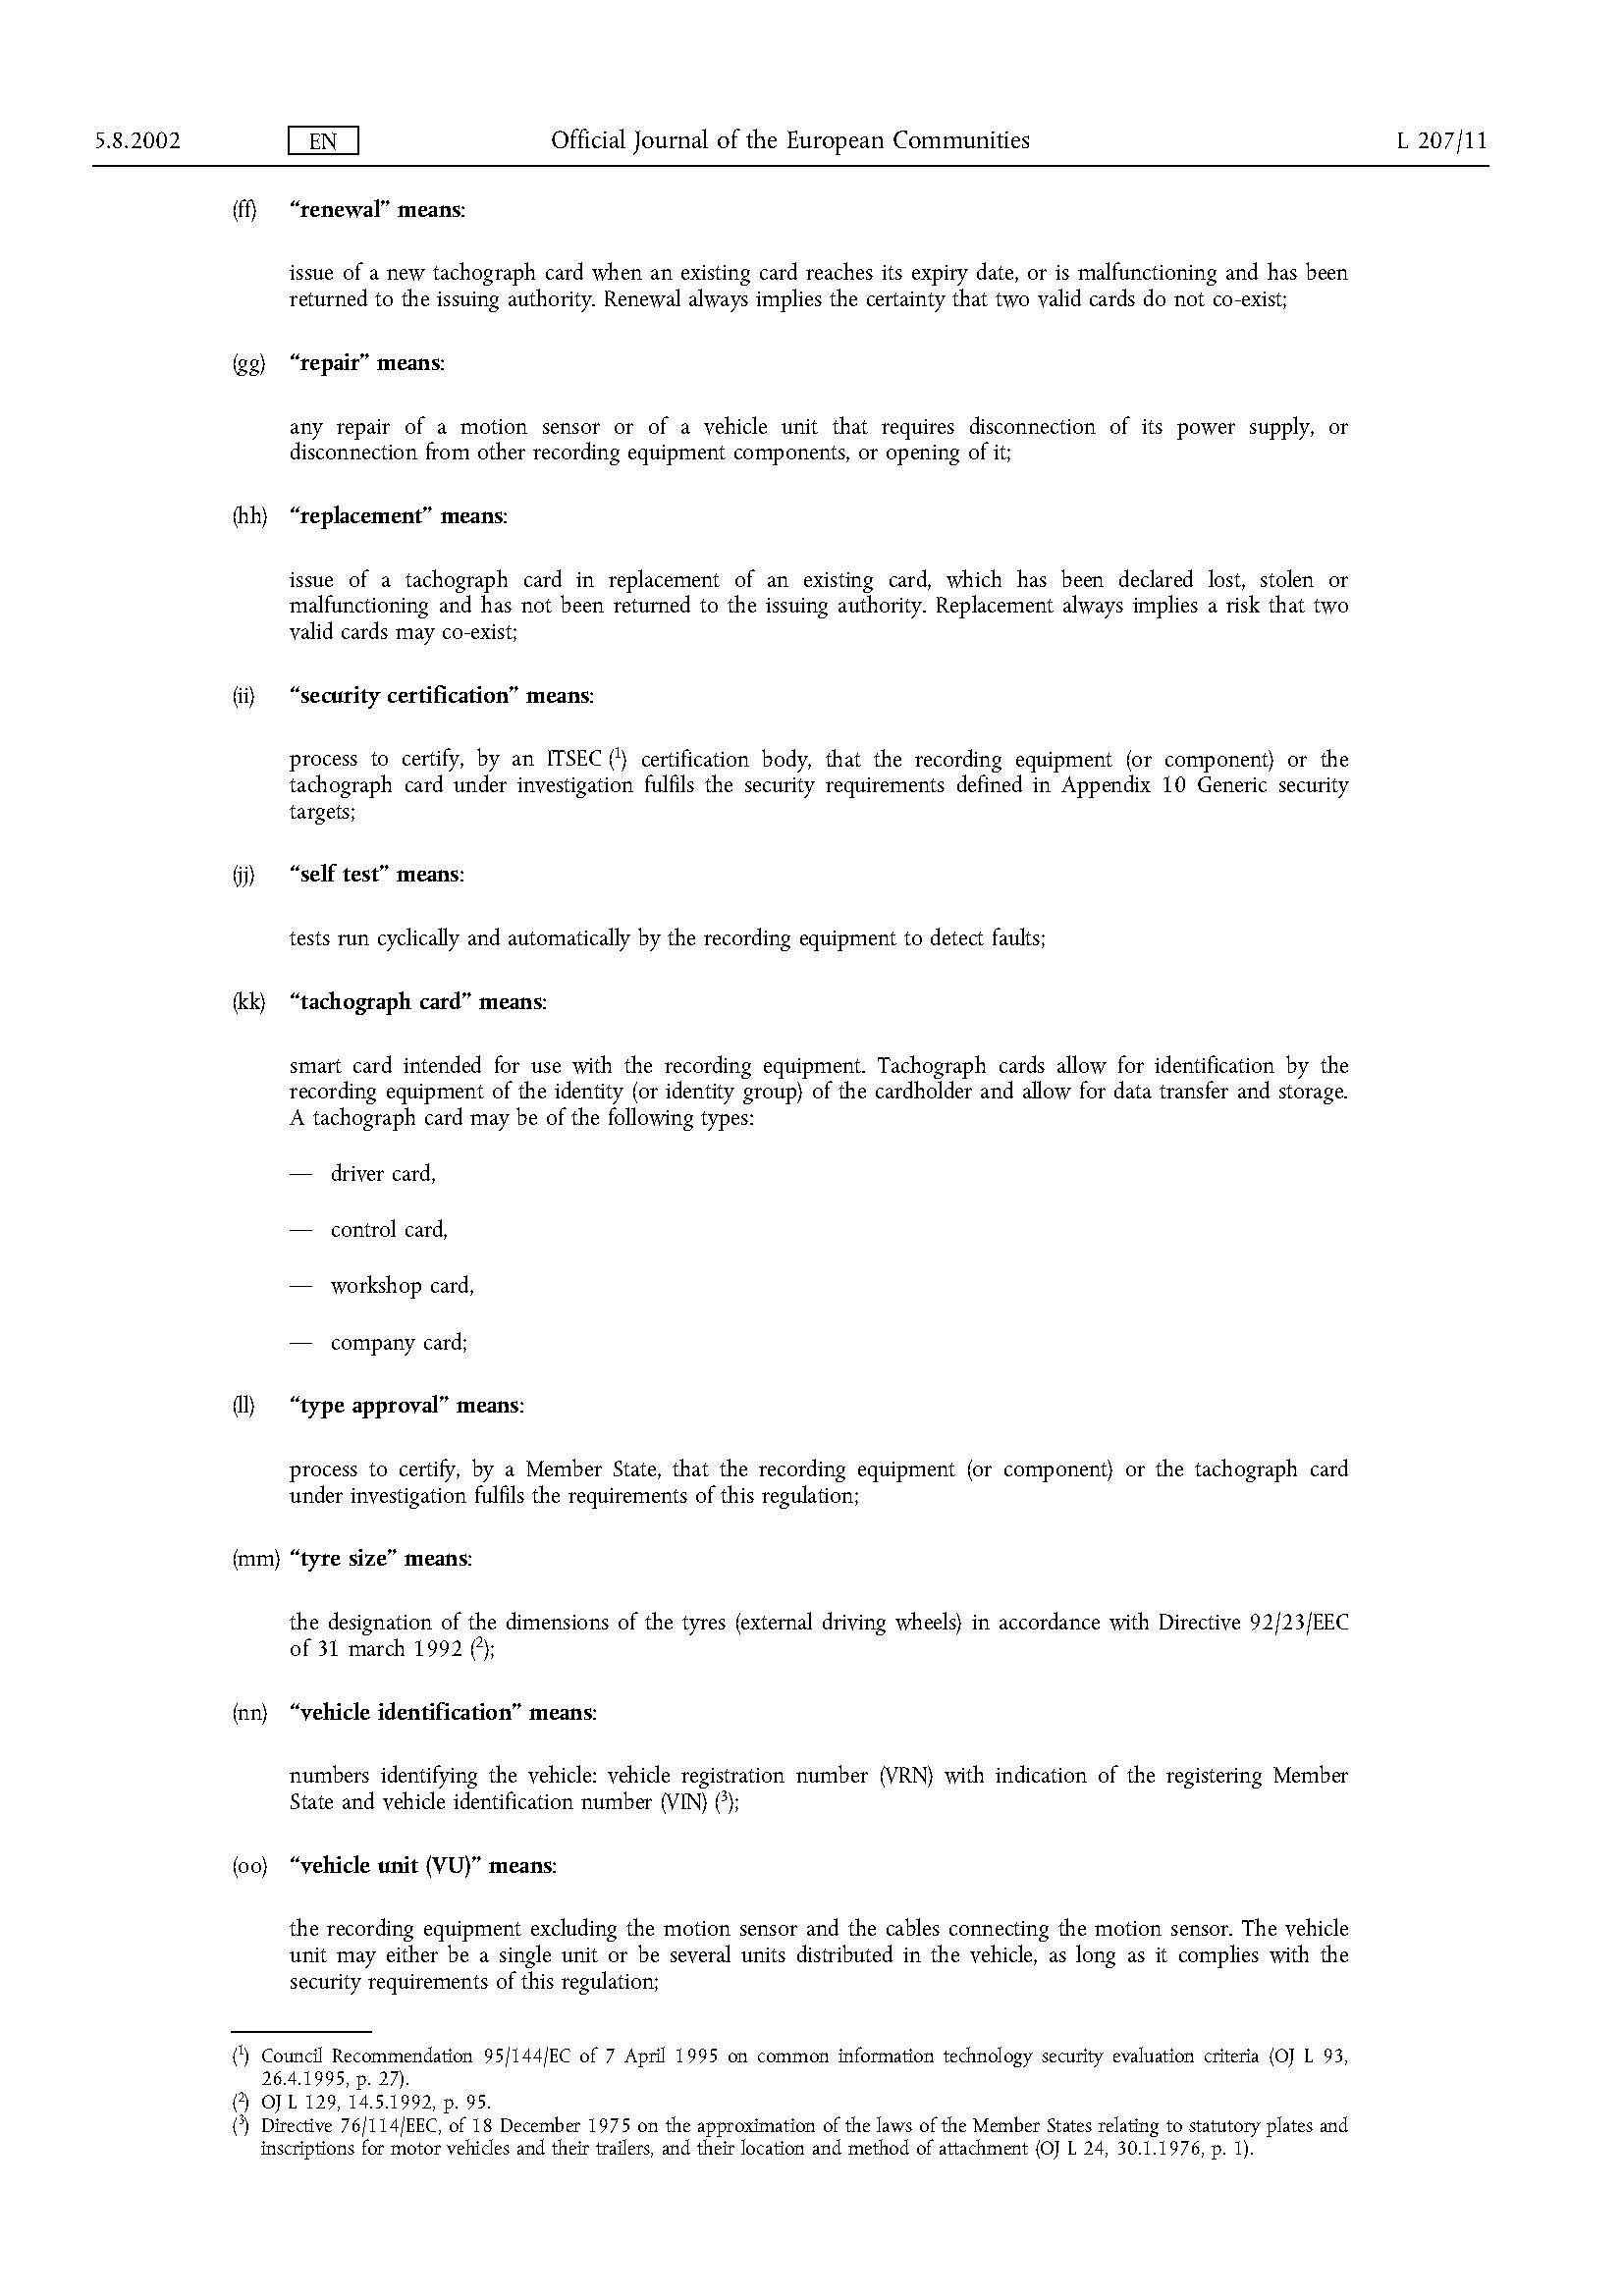 5.8.2002 EN Official Journal of the European Communities L 207/11
(ff) “renewal” means:
issue of a new tachograph card when an existing card reaches its expiry date, or is malfunctioning and has been
returned to the issuing authority. Renewal always implies the certainty that two valid cards do not co-exist;
(gg) “repair” means:
any repair of a motion sensor or of a vehicle unit that requires disconnection of its power supply, or
disconnection from other recording equipment components, or opening of it;
(hh) “replacement” means:
issue of a tachograph card in replacement of an existing card, which has been declared lost, stolen or
malfunctioning and has not been returned to the issuing authority. Replacement always implies a risk that two
valid cards may co-exist;
(ii) “security certification” means:
process to certify, by an ITSEC (1) certification body, that the recording equipment (or component) or the
tachograph card under investigation fulfils the security requirements defined in Appendix 10 Generic security
targets;
(jj) “self test” means:
tests run cyclically and automatically by the recording equipment to detect faults;
(kk) “tachograph card” means:
smart card intended for use with the recording equipment. Tachograph cards allow for identification by the
recording equipment of the identity (or identity group) of the cardholder and allow for data transfer and storage.
A tachograph card may be of the following types:
— driver card,
— control card,
— workshop card,
— company card;
(ll) “type approval” means:
process to certify, by a Member State, that the recording equipment (or component) or the tachograph card
under investigation fulfils the requirements of this regulation;
(mm) “tyre size” means:
the designation of the dimensions of the tyres (external driving wheels) in accordance with Directive 92/23/EEC
of 31 march 1992 (2);
(nn) “vehicle identification” means:
numbers identifying the vehicle: vehicle registration number (VRN) with indication of the registering Member
State and vehicle identification number (VIN) (3);
(oo) “vehicle unit (VU)” means:
the recording equipment excluding the motion sensor and the cables connecting the motion sensor. The vehicle
unit may either be a single unit or be several units distributed in the vehicle, as long as it complies with the
security requirements of this regulation;
(1) Council Recommendation 95/144/EC of 7 April 1995 on common information technology security evaluation criteria (OJ L 93,
26.4.1995, p. 27).
(2) OJ L 129, 14.5.1992, p. 95.
(3) Directive 76/114/EEC, of 18 December 1975 on the approximation of the laws of the Member States relating to statutory plates and
inscriptions for motor vehicles and their trailers, and their location and method of attachment (OJ L 24, 30.1.1976, p. 1).